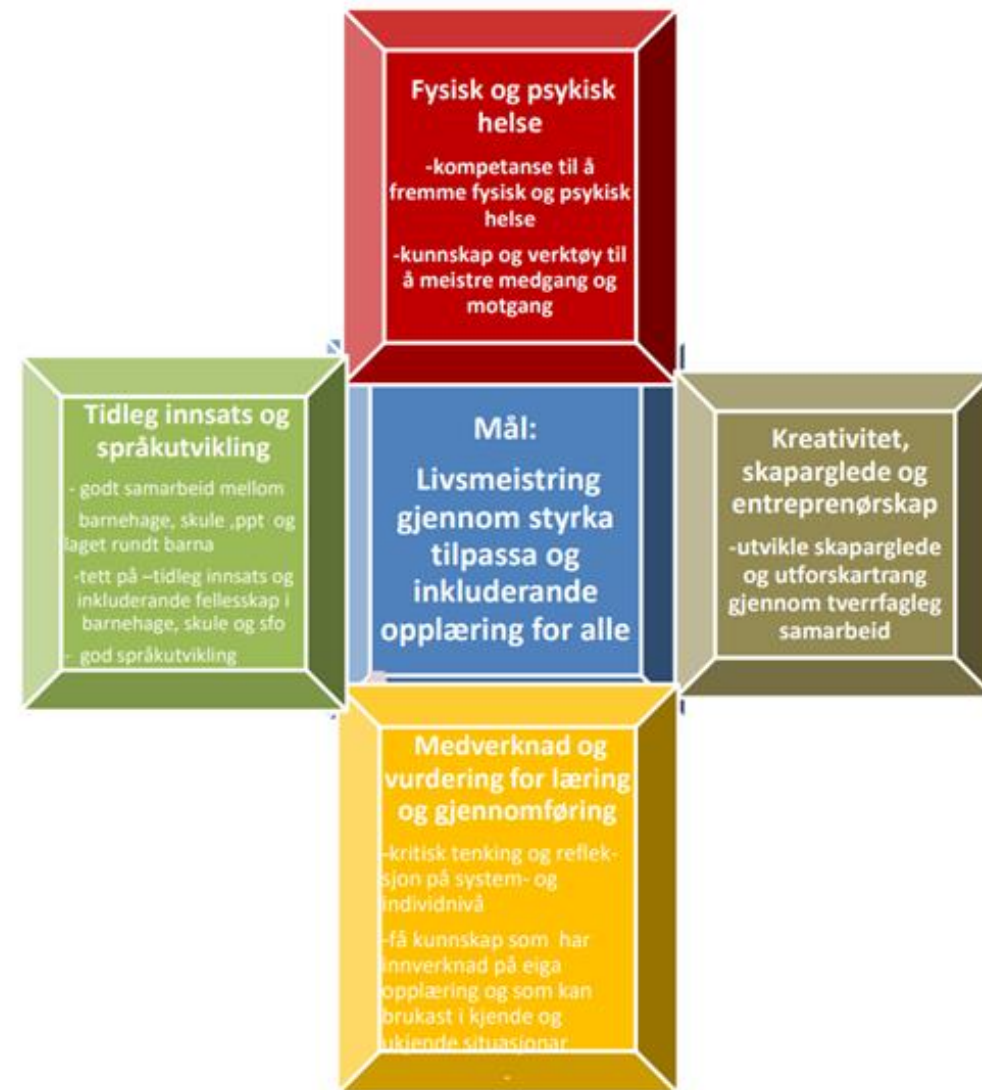 Fysisk og psykisk
helse
-kompetanse til å
fremme fysisk og psykisk
helse
-kunnskap og verktøy til
å meistre medgang og
motgang
Tidleg innsats og
språkutvikling
- godt samarbeid mellom
barnehage, skule ,ppt og
laget rundt barna
-tett på –tidleg innsats og
inkluderande fellesskap i
barnehage, skule og sfo
- god språkutvikling
Mål:
Livsmeistring
gjennom styrka
tilpassa og
inkluderande
opplæring for alle
Kreativitet,
skaparglede og
entreprenørskap
-utvikle skaparglede
og utforskartrang
gjennom tverrfagleg
samarbeid
Medverknad og
vurdering for læring
og gjennomføring
-kritisk tenking og reflek-
sjon på system- og
individnivå
-få kunnskap som har
innverknad på eiga
opplæring og som kan
brukast i kjende og
ukjende situasjonar
-